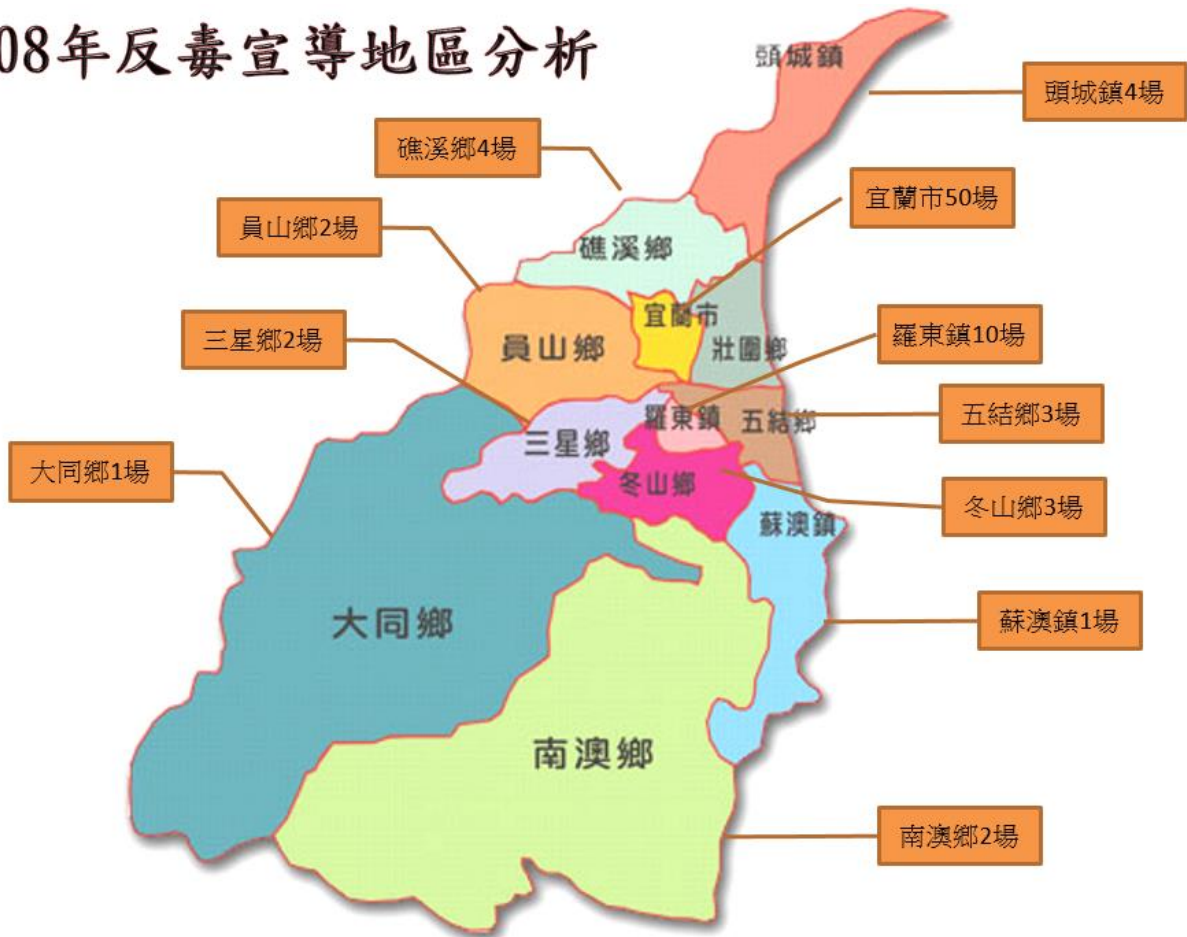 08年反毒宣導地區分析
頭城鎮
頭城鎮4場
礁溪鄉4場
宜蘭市50場
員山鄉2場
礁溪鄉
宜蘭市
三星鄉2場
員山鄉
壯圍鄉
羅東鎮10場
羅東鎮
五結鄉
五結鄉3場
三星鄉
大同鄉1場
冬山鄉
冬山鄉3場
蘇澳鎮
大同鄉
蘇澳鎮1場
南澳鄉
南澳鄉2場